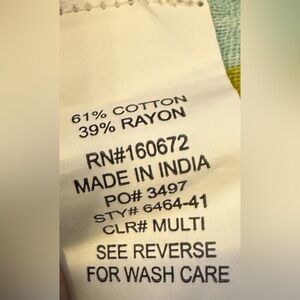 61% COTTON
39% RAYON
RN#160672
MADE IN INDIA
PO# 3497
STY# 6464-41
CLR# MULTI
SEE REVERSE
FOR WASH CARE